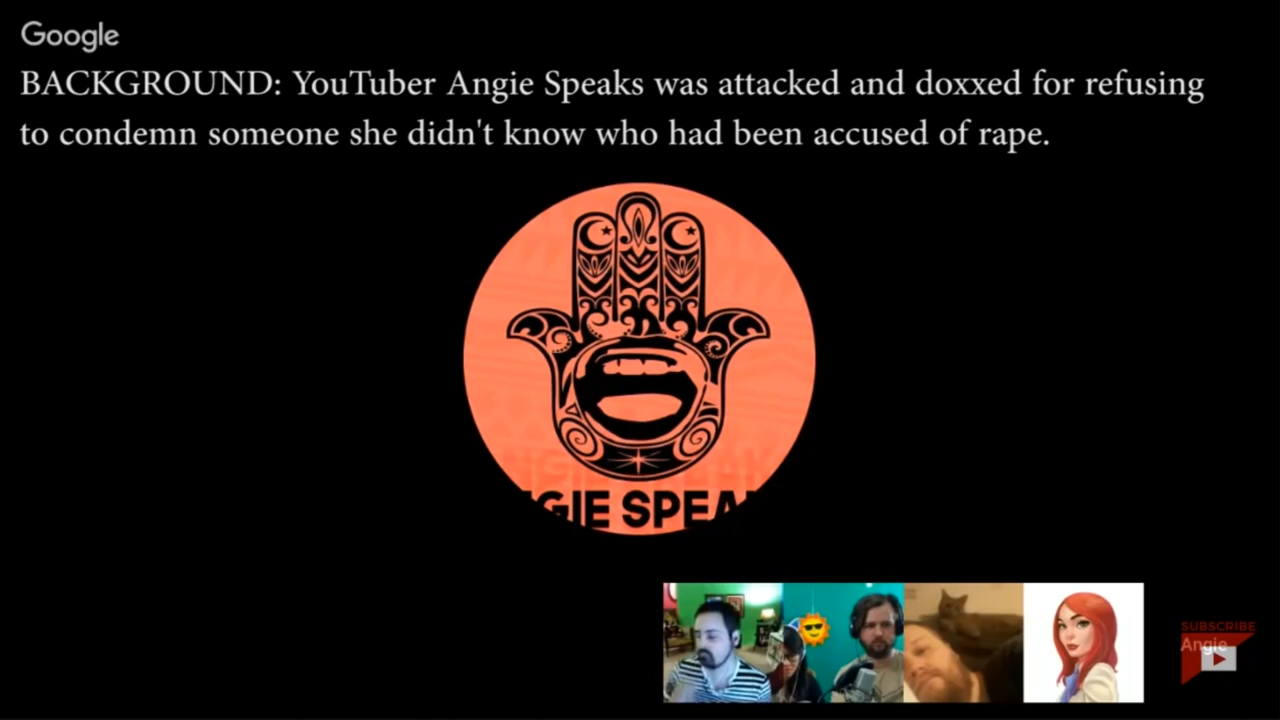 Google
BACKGROUND: YouTuber Angie Speaks was attacked and doxxed for refusing
to condemn someone she didn't know who had been accused of rape.
GIE SPEA
SUBSCRIBE
Angie